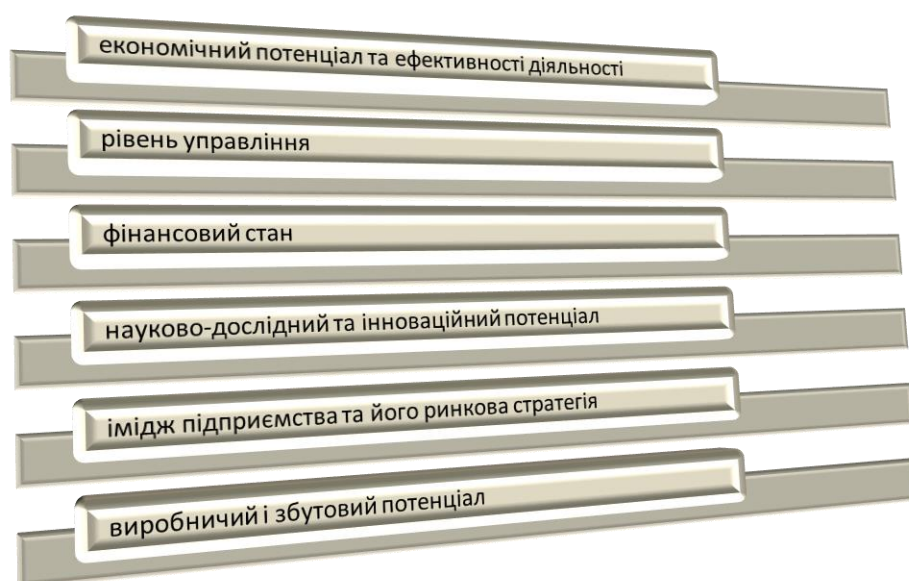 економічний потенціал та ефективності діяльності
рівень управління
фінансовий стан
науково-дослідний та інноваційний потенціал
імідж підприємства та його ринкова стратегія
виробничий і збутовий потенціал